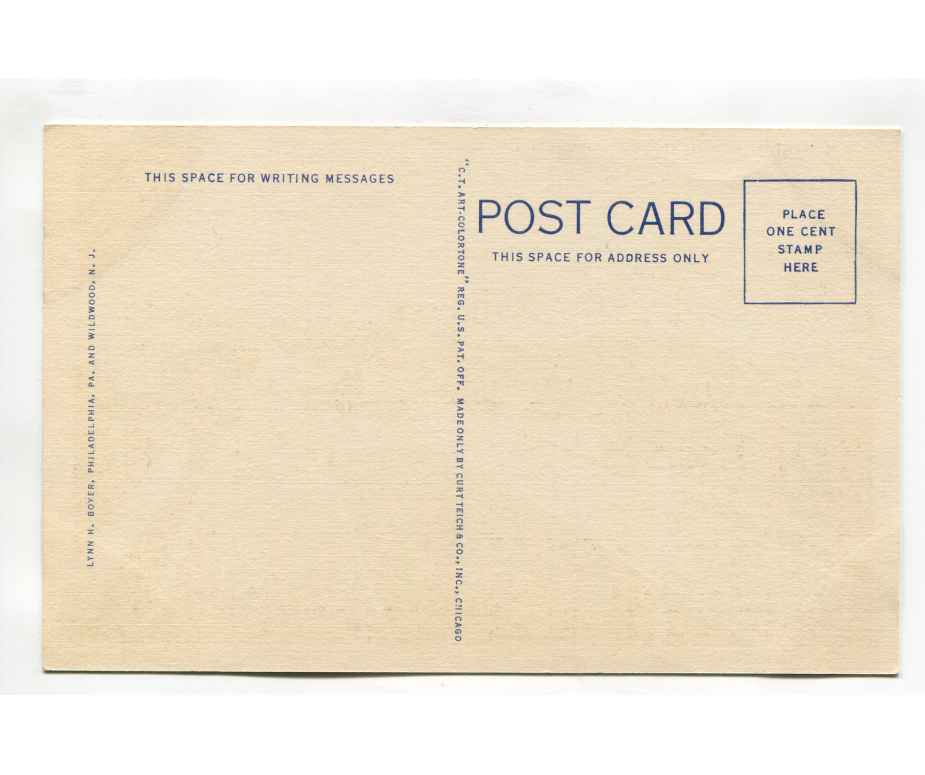 THIS SPACE FOR WRITING MESSAGES
LYNN H. BOYER, PHILADELPHIA, PA. AND WILDWOOD, N. J.
"C.T. ART-COLORTONE" REG. U.S. PAT. OFF. MADE ONLY BY CURT TEICH & CO., INC., CHICAGO
POST CARD
THIS SPACE FOR ADDRESS ONLY
PLACE
ONE CENT
STAMP
HERE